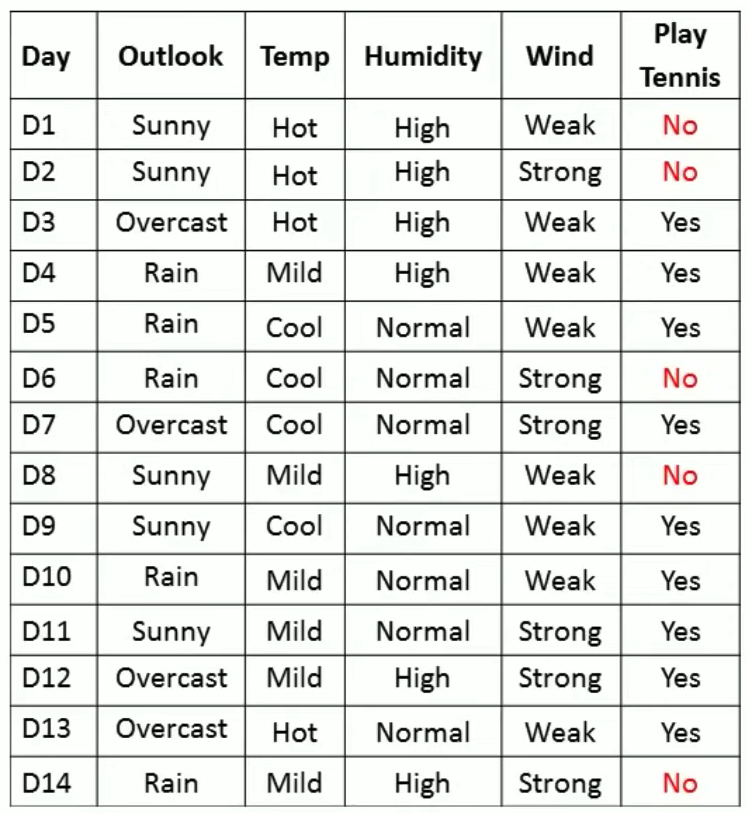 Day Outlook Temp Humidity Wind Play Tennis
D1 Sunny Hot High Weak No
D2 Sunny Hot High Strong No
D3 Overcast Hot High Weak Yes
D4 Rain Mild High Weak Yes
D5 Rain Cool Normal Weak Yes
D6 Rain Cool Normal Strong No
D7 Overcast Cool Normal Strong Yes
D8 Sunny Mild High Weak No
D9 Sunny Cool Normal Weak Yes
D10 Rain Mild Normal Weak Yes
D11 Sunny Mild Normal Strong Yes
D12 Overcast Mild High Strong Yes
D13 Overcast Hot Normal Weak Yes
D14 Rain Mild High Strong No